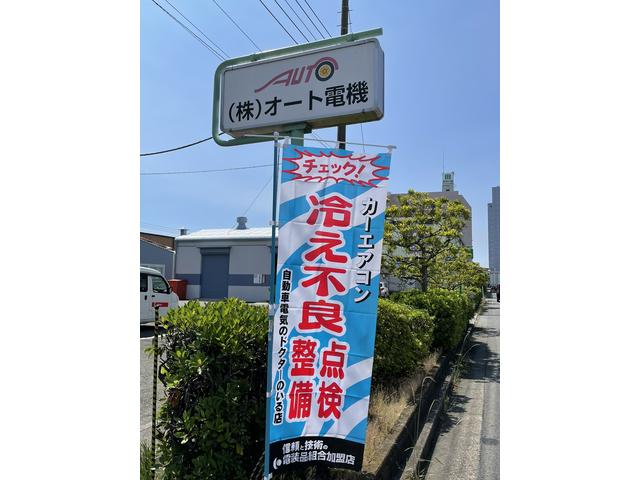 AUTO
(株)オート電機
チェック!
カーエアコン
冷え不良
点検
整備
自動車電気のドクターのいる店
信頼と技術の
電装品組合加盟店